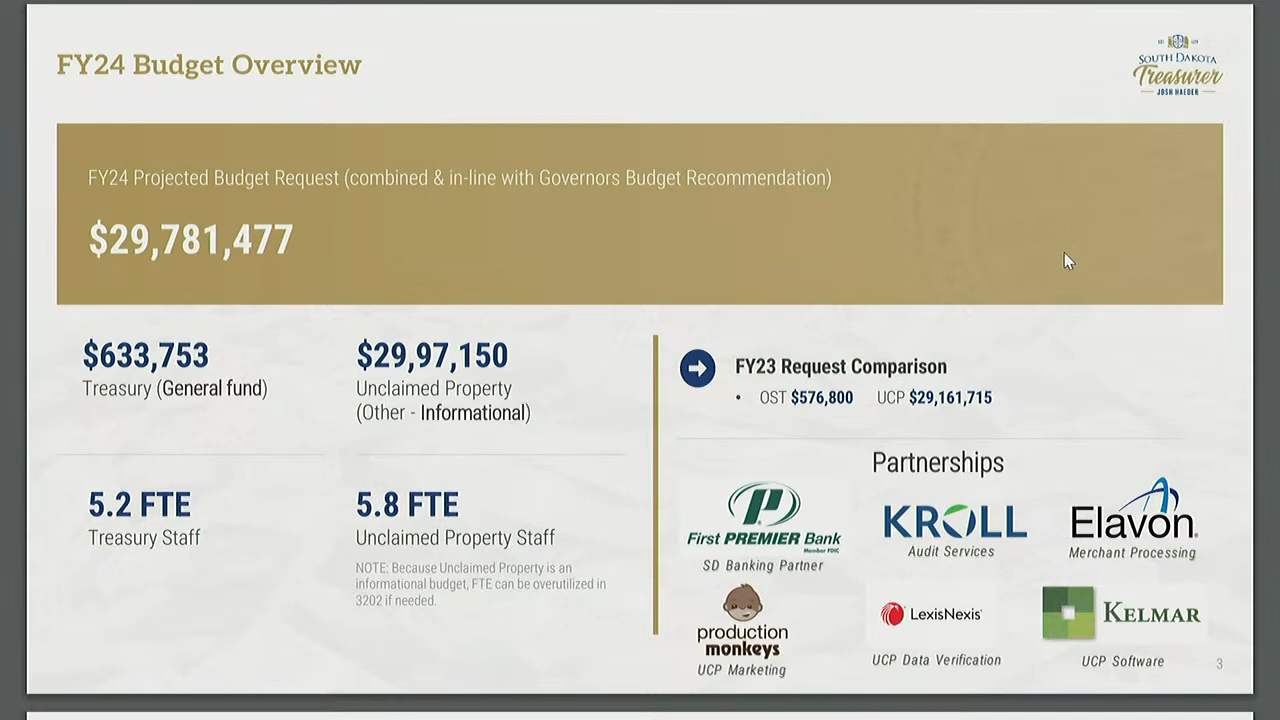 FY24 Budget Overview
SOUTH DAKOTA
Treasurer
JOSH HAEDER
FY24 Projected Budget Request (combined & in-line with Governors Budget Recommendation)
$29,781,477
$633,753
Treasury (General fund)
$29,97,150
Unclaimed Property
(Other - Informational)
5.2 FTE
Treasury Staff
5.8 FTE
Unclaimed Property Staff
NOTE: Because Unclaimed Property is an
informational budget, FTE can be overutilized in
3202 if needed.
FY23 Request Comparison
• OST $576,800 UCP $29,161,715
Partnerships
First PREMIER Bank
Member FDIC
SD Banking Partner
KROLL
Audit Services
Elavon
Merchant Processing
production
monkeys
UCP Marketing
LexisNexis
UCP Data Verification
KELMAR
UCP Software
3